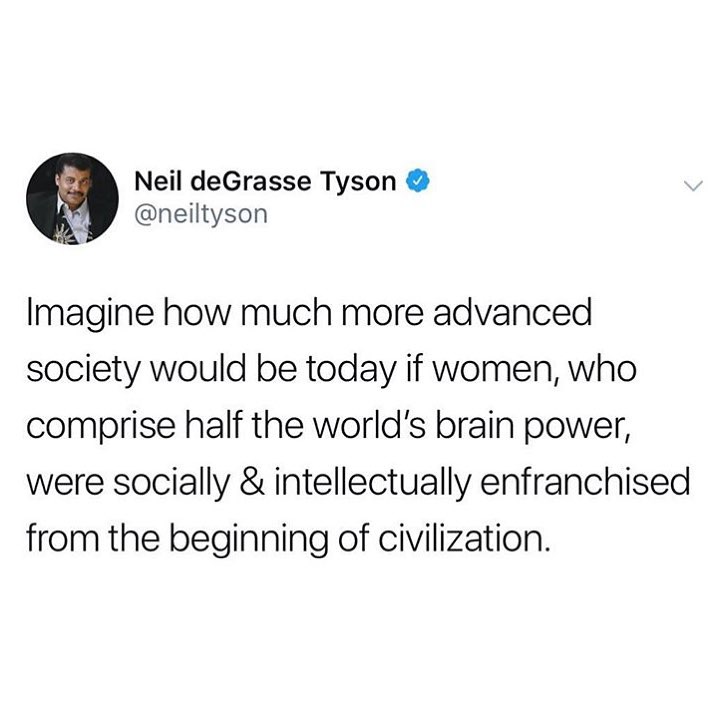 Neil deGrasse Tyson
@neiltyson
Imagine how much more advanced
society would be today if women, who
comprise half the world's brain power,
were socially & intellectually enfranchised
from the beginning of civilization.